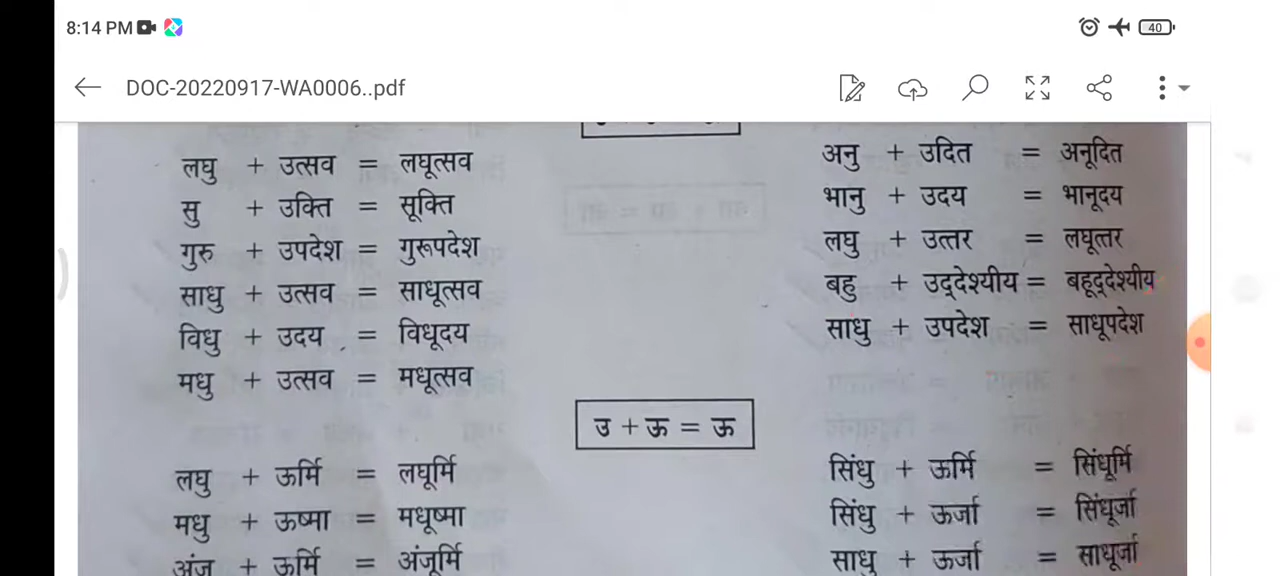 8:14 PM
40
DOC-20220917-WA0006..pdf
लघु + उत्सव = लघूत्सव
सु + उक्ति = सूक्ति
गुरु + उपदेश = गुरूपदेश
साधु + उत्सव = साधूत्सव
विधु + उदय = विधूदय
मधु + उत्सव = मधूत्सव
अनु + उदित = अनूदित
भानु + उदय = भानूदय
लघु + उत्तर = लघूत्तर
बहु + उद्देश्यीय = बहूद्देश्यीय
साधु + उपदेश = साधूपदेश
उ + ऊ = ऊ
लघु + ऊर्मि = लघूर्मि
मधु + ऊष्मा = मधूष्मा
अंजु + ऊर्मि = अंजूर्मि
सिंधु + ऊर्मि = सिंधूर्मि
सिंधु + ऊर्जा = सिंधूर्जा
साधु + ऊर्जा = साधूर्जा